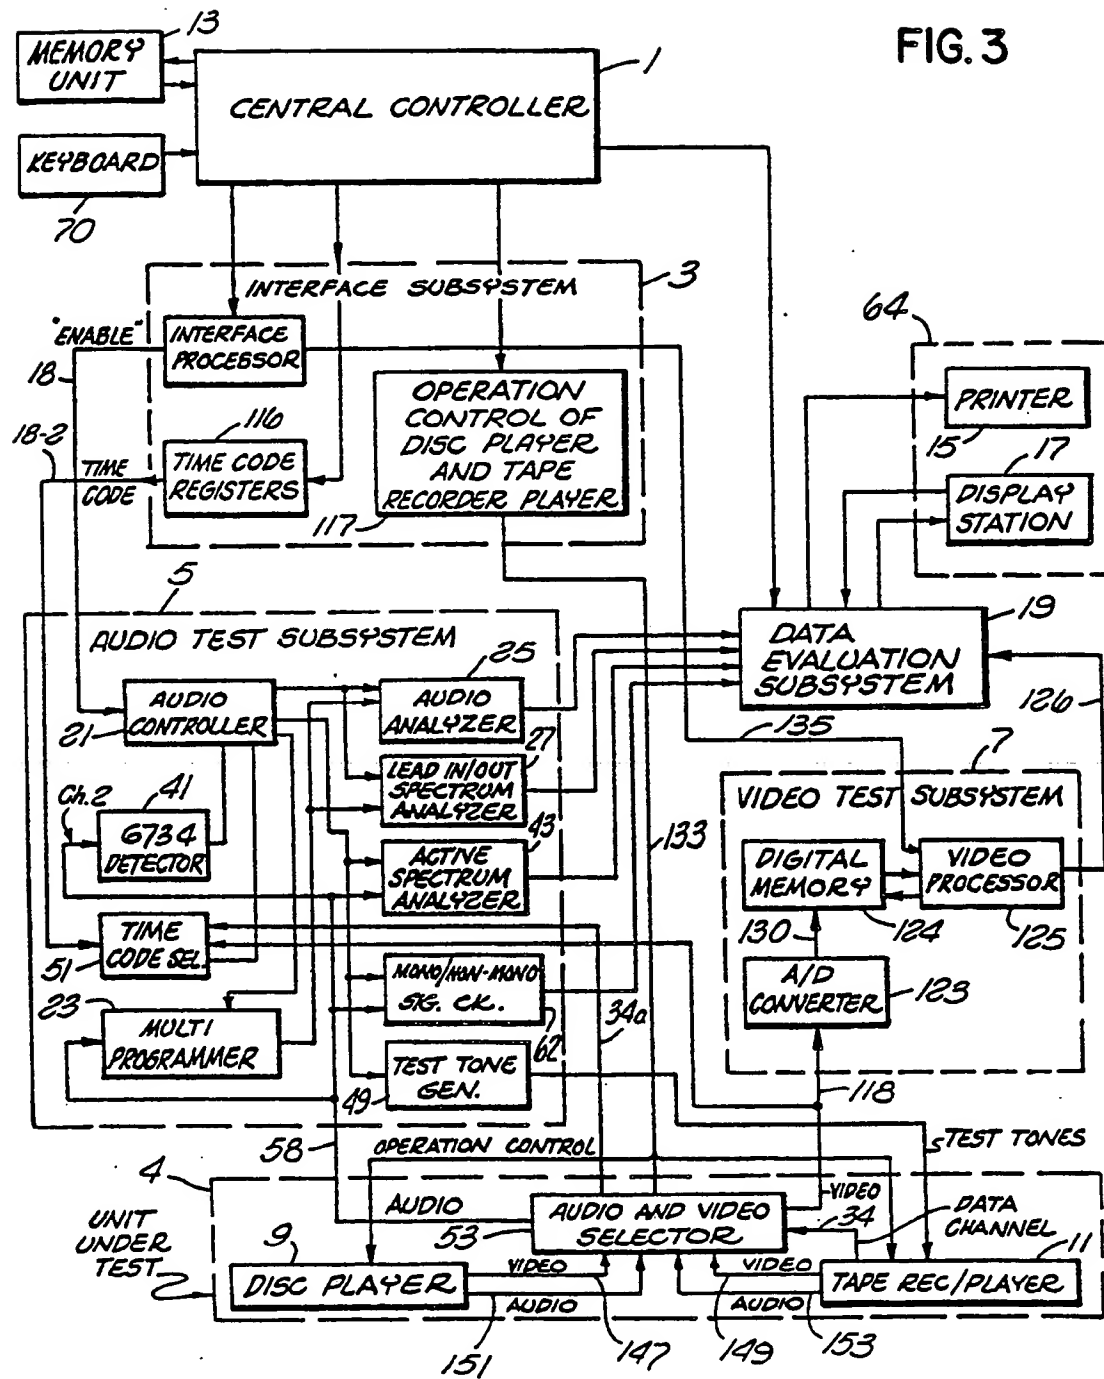 FIG. 3
13
MEMORY
UNIT
1
CENTRAL CONTROLLER
KEYBOARD
70
3
INTERFACE SUBSYSTEM
"ENABLE"
INTERFACE
PROCESSOR
18
64
OPERATION
CONTROL OF
DISC PLAYER
AND TAPE
RECORDER PLAYER
PRINTER
15
116
18-2
TIME
CODE
TIME CODE
REGISTERS
117
17
DISPLAY
STATION
5
AUDIO TEST SUBSYSTEM
19
DATA
EVALUATION
SUBSYSTEM
25
AUDIO
CONTROLLER
21
AUDIO
ANALYZER
126
135
27
LEAD IN/OUT
SPECTRUM
ANALYZER
7
VIDEO TEST SUBSYSTEM
Ch.2
41
6734
DETECTOR
43
ACTIVE
SPECTRUM
ANALYZER
133
DIGITAL
MEMORY
VIDEO
PROCESSOR
130
124
125
TIME
CODE SEL.
51
MONO/NON-MONO
SIG. CK.
62
34a
A/D
CONVERTER
123
23
MULTI
PROGRAMMER
TEST TONE
GEN.
49
118
58
OPERATION CONTROL
TEST TONES
4
AUDIO
AUDIO AND VIDEO
SELECTOR
53
VIDEO
34
DATA
CHANNEL
UNIT
UNDER
TEST
9
DISC PLAYER
VIDEO
AUDIO
VIDEO
AUDIO
11
TAPE REC/PLAYER
151
147
149
153